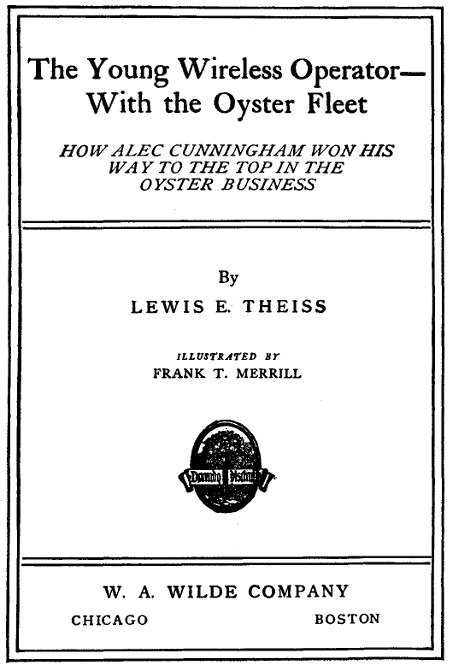 The Young Wireless Operator—
With the Oyster Fleet
HOW ALEC CUNNINGHAM WON HIS
WAY TO THE TOP IN THE
OYSTER BUSINESS
By
LEWIS E. THEISS
ILLUSTRATED BY
FRANK T. MERRILL
W. A. WILDE COMPANY
CHICAGO BOSTON